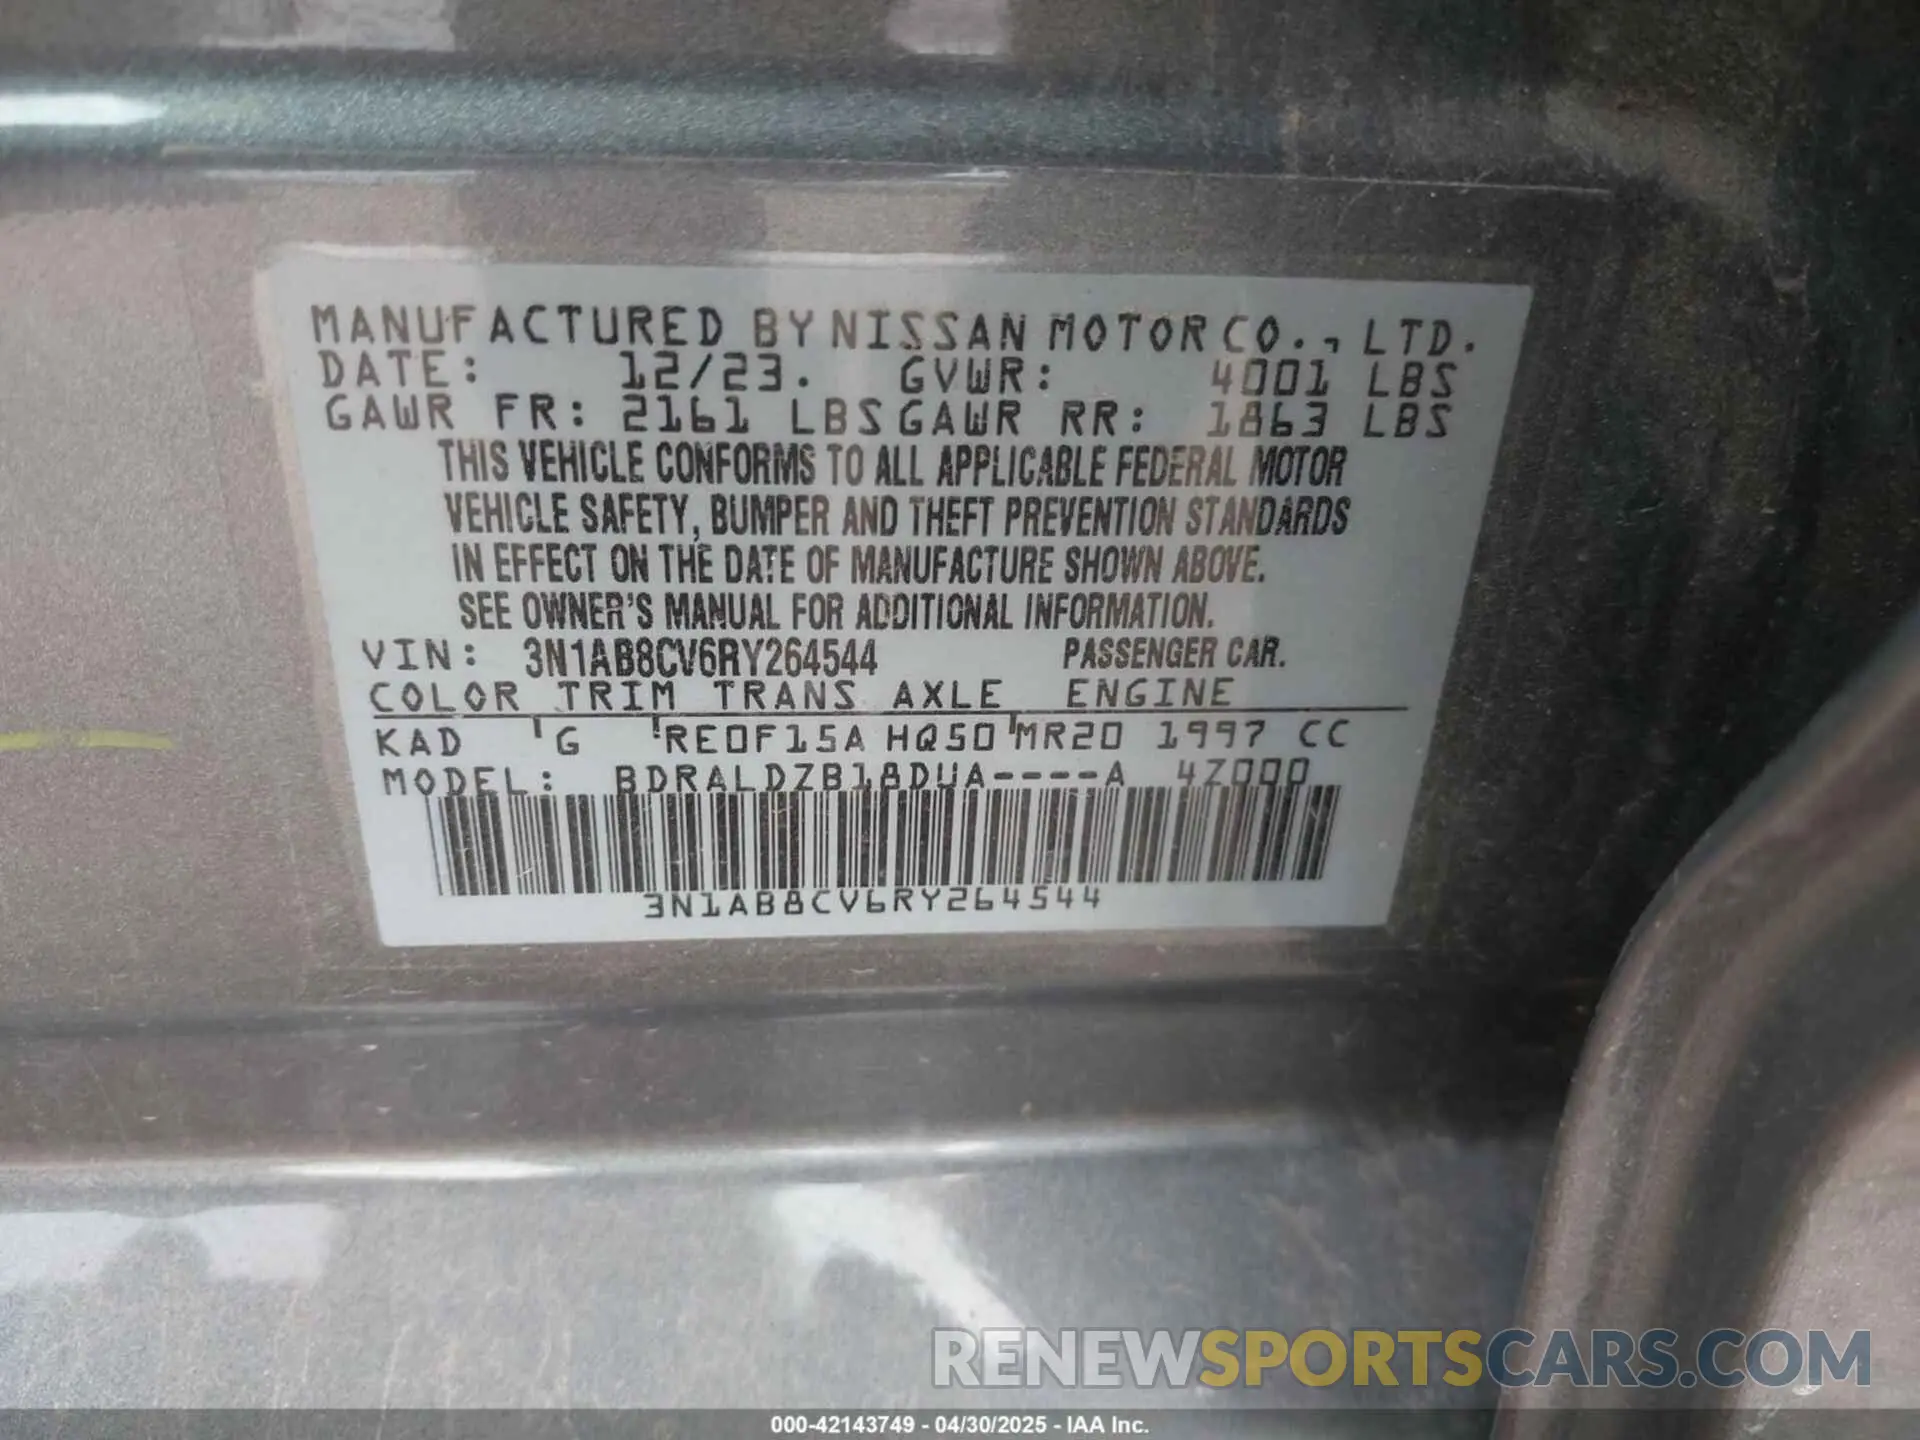 MANUFACTURED BY NISSAN MOTOR CO., LTD.
DATE: 12/23. GVWR: 4001 LBS
GAWR FR: 2161 LBS GAWR RR: 1863 LBS
THIS VEHICLE CONFORMS TO ALL APPLICABLE FEDERAL MOTOR
VEHICLE SAFETY, BUMPER AND THEFT PREVENTION STANDARDS
IN EFFECT ON THE DATE OF MANUFACTURE SHOWN ABOVE.
SEE OWNER'S MANUAL FOR ADDITIONAL INFORMATION.
VIN: 3N1AB8CV6RY264544 PASSENGER CAR.
COLOR TRIM TRANS AXLE ENGINE
KAD G RE0F15A HQ50 MR20 1997 CC
MODEL: BDRALDZB18DUA----A 4Z000
3N1AB8CV6RY264544
RENEWSPORTSCARS.COM
000-42143749 - 04/30/2025 - IAA Inc.